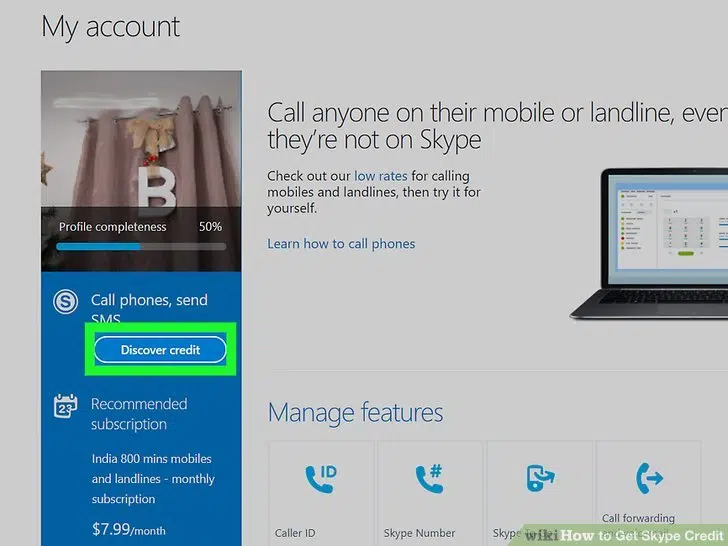 My account
B
Profile completeness 50%
Call phones, send
SMS
Discover credit
23
Recommended
subscription
India 800 mins mobiles
and landlines - monthly
subscription
$7.99/month
Call anyone on their mobile or landline, even
they're not on Skype
Check out our low rates for calling
mobiles and landlines, then try it for
yourself.
Learn how to call phones
Manage features
ID
Caller ID
#
Skype Number
Skype
Call forwarding
wikiHow to Get Skype Credit